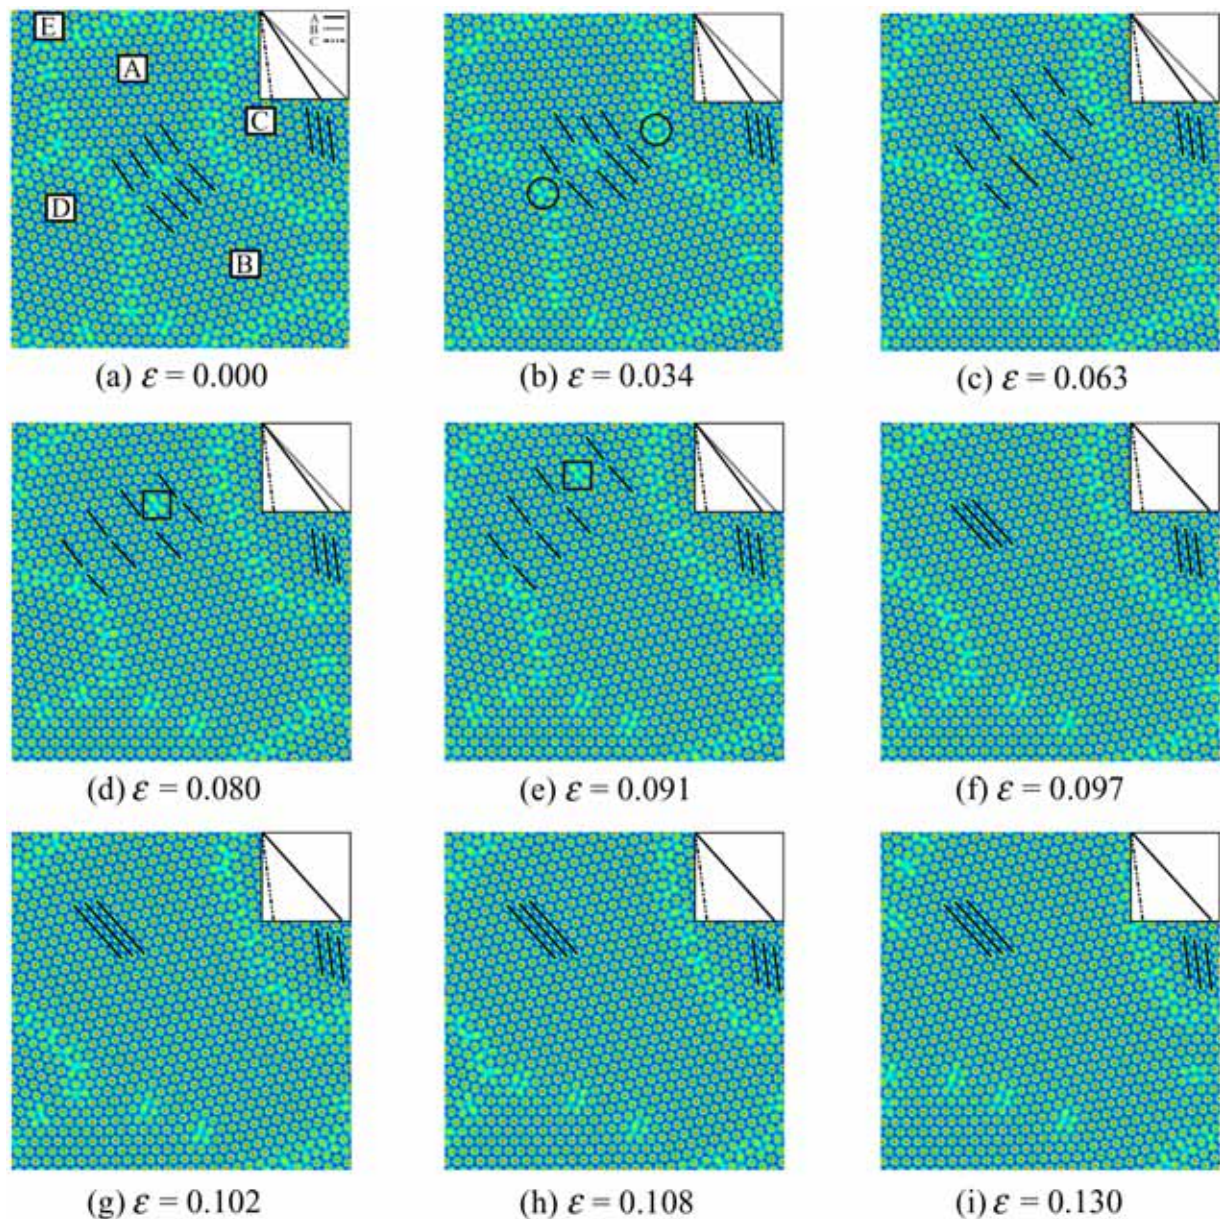 E
A
B
C
A
C
D
B
(a) ε = 0.000
(b) ε = 0.034
(c) ε = 0.063
(d) ε = 0.080
(e) ε = 0.091
(f) ε = 0.097
(g) ε = 0.102
(h) ε = 0.108
(i) ε = 0.130